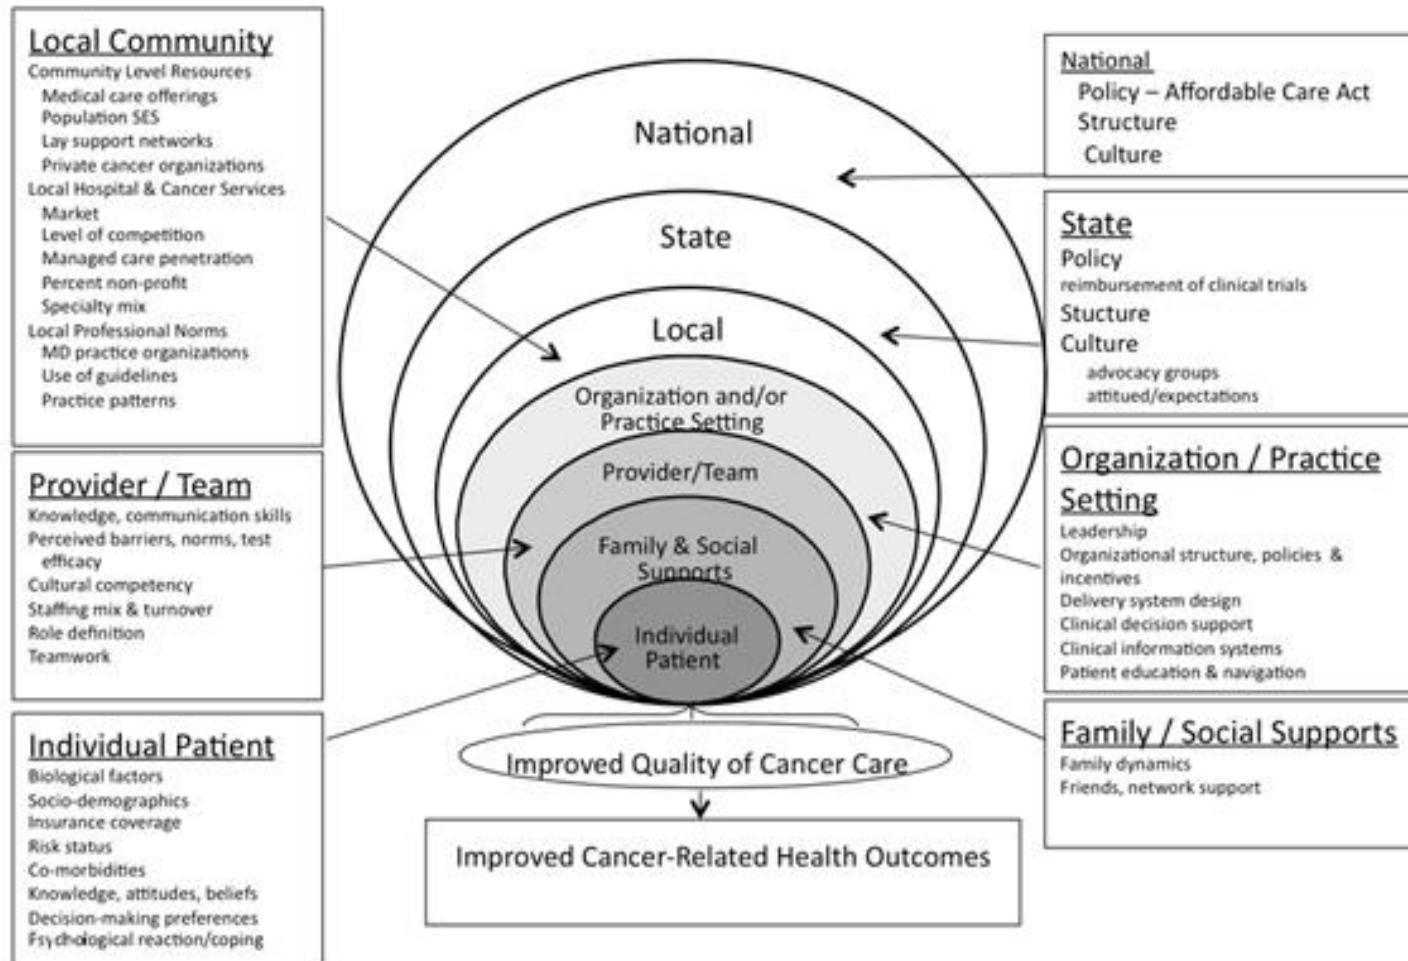 Local Community
Community Level Resources
Medical care offerings
Population SES
Lay support networks
Private cancer organizations
Local Hospital & Cancer Services
Market
Level of competition
Managed care penetration
Percent non-profit
Specialty mix
Local Professional Norms
MD practice organizations
Use of guidelines
Practice patterns
Provider / Team
Knowledge, communication skills
Perceived barriers, norms, test
efficacy
Cultural competency
Staffing mix & turnover
Role definition
Teamwork
Individual Patient
Biological factors
Socio-demographics
Insurance coverage
Risk status
Co-morbidities
Knowledge, attitudes, beliefs
Decision-making preferences
Psychological reaction/coping
National
State
Local
Organization and/or
Practice Setting
Provider/Team
Family & Social
Supports
Individual
Patient
Improved Quality of Cancer Care
Improved Cancer-Related Health Outcomes
National
Policy – Affordable Care Act
Structure
Culture
State
Policy
reimbursement of clinical trials
Stucture
Culture
advocacy groups
attitued/expectations
Organization / Practice
Setting
Leadership
Organizational structure, policies &
incentives
Delivery system design
Clinical decision support
Clinical information systems
Patient education & navigation
Family / Social Supports
Family dynamics
Friends, network support